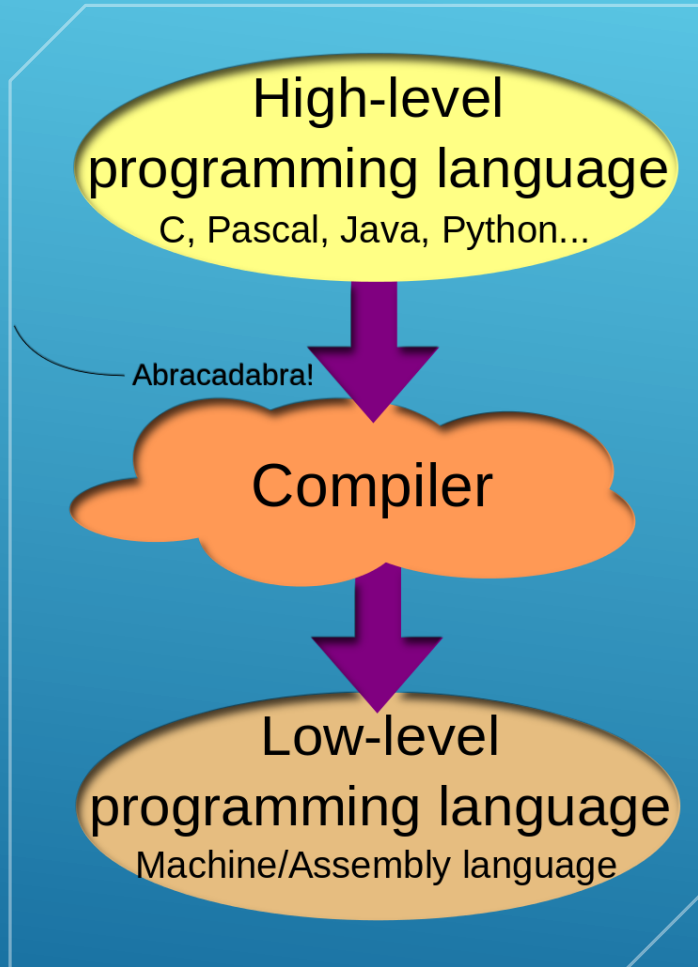 High-level
programming language
C, Pascal, Java, Python...
Abracadabra!
Compiler
Low-level
programming language
Machine/Assembly language